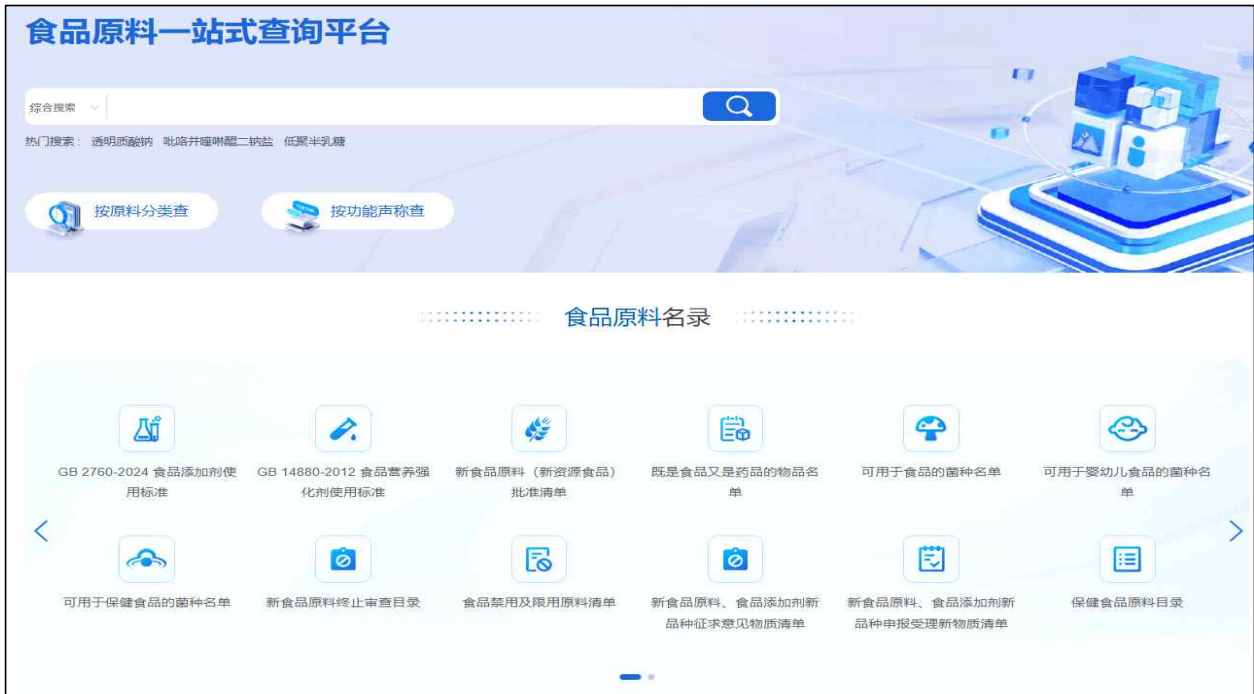 食品原料一站式查询平台
综合搜索
热门搜索： 透明质酸钠 吡咯并喹啉醌二钠盐 低聚半乳糖
按原料分类查 按功能声称查
食品原料名录
GB 2760-2024 食品添加剂使
用标准
GB 14880-2012 食品营养强
化剂使用标准
新食品原料（新资源食品）
批准清单
既是食品又是药品的物品名
单
可用于食品的菌种名单
可用于婴幼儿食品的菌种名
单
可用于保健食品的菌种名单
新食品原料终止审查目录
食品禁用及限用原料清单
新食品原料、食品添加剂新
品种征求意见物质清单
新食品原料、食品添加剂新
品种申报受理新物质清单
保健食品原料目录